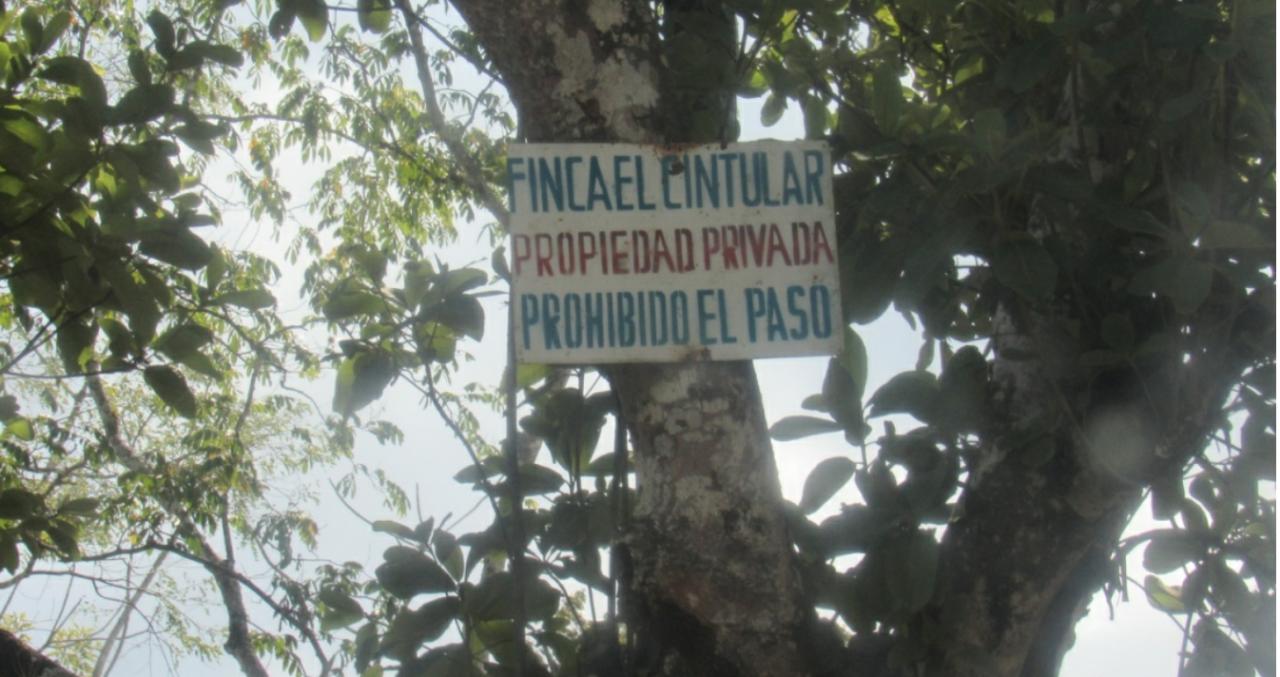 FINCA EL CINTULAR
PROPIEDAD PRIVADA
PROHIBIDO EL PASO